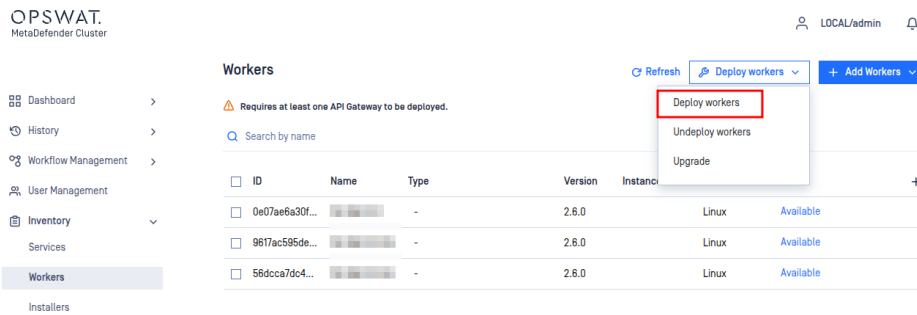 OPSWAT.
MetaDefender Cluster
LOCAL/admin
Workers
Refresh
Deploy workers
+ Add Workers
Dashboard
Requires at least one API Gateway to be deployed.
Deploy workers
History
Search by name
Undeploy workers
Workflow Management
Upgrade
User Management
ID Name Type Version Instanc
Inventory
0e07ae6a30f... - 2.6.0 Linux Available
Services
9617ac595de... - 2.6.0 Linux Available
Workers
56dcca7dc4... - 2.6.0 Linux Available
Installers